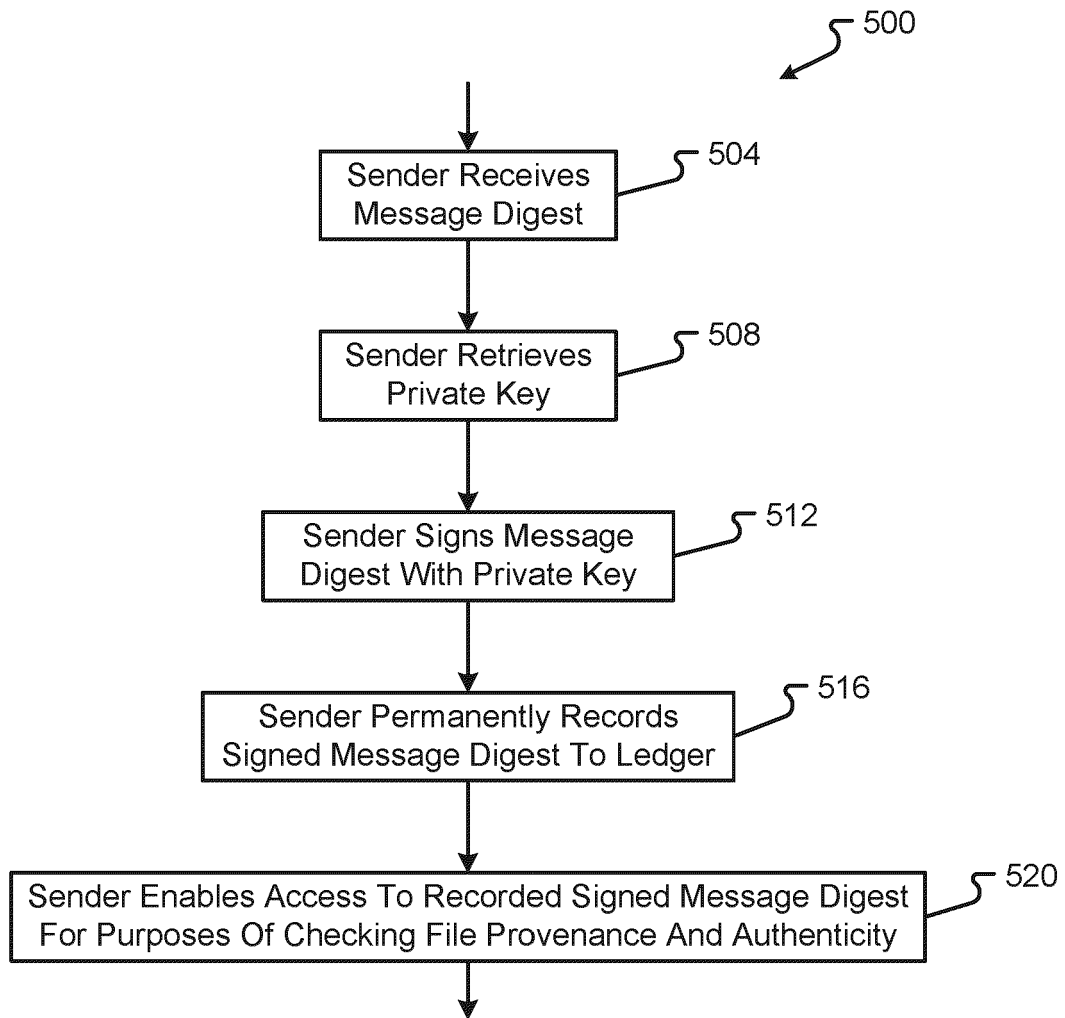 500
Sender Receives
Message Digest
504
Sender Retrieves
Private Key
508
Sender Signs Message
Digest With Private Key
512
Sender Permanently Records
Signed Message Digest To Ledger
516
Sender Enables Access To Recorded Signed Message Digest
For Purposes Of Checking File Provenance And Authenticity
520